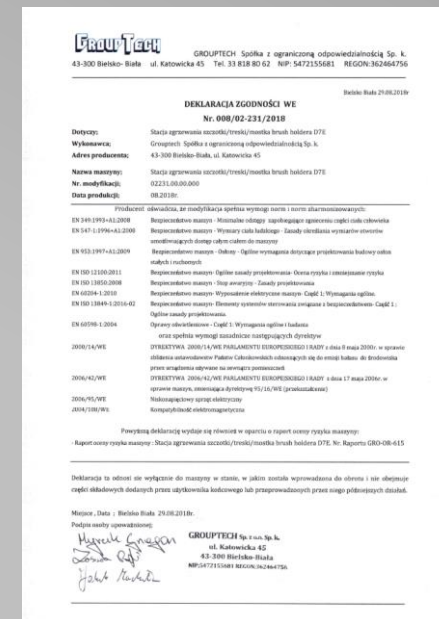 GROUPTECH
GROUPTECH Spółka z ograniczoną odpowiedzialnością Sp. k.
43-300 Bielsko- Biała ul. Katowicka 45 Tel. 33 818 80 62 NIP: 5472155681 REGON:362464756
Bielsko Biała 29.08.2018r
DEKLARACJA ZGODNOŚCI WE
Nr. 008/02-231/2018
Dotyczy: Stacja zgrzewania szczotki/treski/mostka brush holdera D7E
Wykonawca; Grouptech Spółka z ograniczoną odpowiedzialnością Sp. k.
Adres producenta; 43-300 Bielsko-Biała, ul. Katowicka 45
Nazwa maszyny: Stacja zgrzewania szczotki/treski/mostka brush holdera D7E
Nr. modyfikacji; 02231.00.00.000
Data produkcji; 08.2018r.
Producent oświadcza, że modyfikacja spełnia wymogi norm i norm zharmonizowanych:
EN 349:1993+A1:2008 Bezpieczeństwo maszyn - Minimalne odstępy zapobiegające zgnieceniu części ciała człowieka
EN 547-1:1996+A1:2008 Bezpieczeństwo maszyn - Wymiary ciała ludzkiego - Zasady określania wymiarów otworów
umożliwiających dostęp całym ciałem do maszyny
EN 953:1997+A1:2009 Bezpieczeństwo maszyn - Osłony - Ogólne wymagania dotyczące projektowania budowy osłon
stałych i ruchomych
EN ISO 12100:2011 Bezpieczeństwo maszyn - Ogólne zasady projektowania- Ocena ryzyka i zmniejszanie ryzyka
EN ISO 13850:2008 Bezpieczeństwo maszyn - Stop awaryjny - Zasady projektowania
EN 60204-1:2010 Bezpieczeństwo maszyn- Wyposażenie elektryczne maszyn- Część 1; Wymagania ogólne.
EN ISO 13849-1:2016-02 Bezpieczeństwo maszyn- Elementy systemów sterowania związane z bezpieczeństwem- Część 1 ;
Ogólne zasady projektowania.
EN 60598-1:2004 Oprawy oświetleniowe - Część 1: Wymagania ogólne i badania
oraz spełnia wymogi zasadnicze następujących dyrektyw
2000/14/WE DYREKTYWA 2000/14/WE PARLAMENTU EUROPEJSKIEGO I RADY z dnia 8 maja 2000r. w sprawie
zbliżenia ustawodawstw Państw Członkowskich odnoszących się do emisji hałasu do środowiska
przez urządzenia używane na zewnątrz pomieszczeń
2006/42/WE DYREKTYWA 2006/42/WE PARLAMENTU EUROPEJSKIEGO I RADY z dnia 17 maja 2006r. w
sprawie maszyn, zmieniająca dyrektywę 95/16/WE (przekształcenie)
2006/95/WE Niskonapięciowy sprzęt elektryczny
2004/108/WE Kompatybilność elektromagnetyczna
Powyższą deklarację wydaje się również w oparciu o raport oceny ryzyka maszyny:
- Raport oceny ryzyka maszyny : Stacja zgrzewania szczotki/treski/mostka brush holdera D7E. Nr. Raportu GRO-OR-615
Deklaracja ta odnosi się wyłącznie do maszyny w stanie, w jakim została wprowadzona do obrotu i nie obejmuje
części składowych dodanych przez użytkownika końcowego lub przeprowadzonych przez niego późniejszych działań.
Miejsce , Data ; Bielsko Biała 29.08.2018r.
Podpis osoby upoważnionej;
GROUPTECH Sp. z o.o. Sp. k.
ul. Katowicka 45
43-300 Bielsko-Biała
NIP:5472155681 REGON:362464756